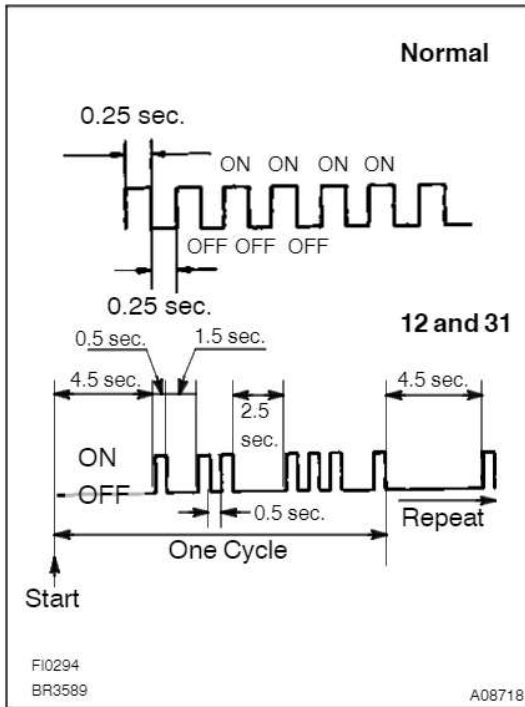 Normal
0.25 sec.
ON ON ON ON
OFF OFF OFF
0.25 sec.
12 and 31
0.5 sec. 1.5 sec.
4.5 sec. 4.5 sec.
2.5
sec.
ON
OFF
0.5 sec. Repeat
One Cycle
Start
FI0294
BR3589 A08718